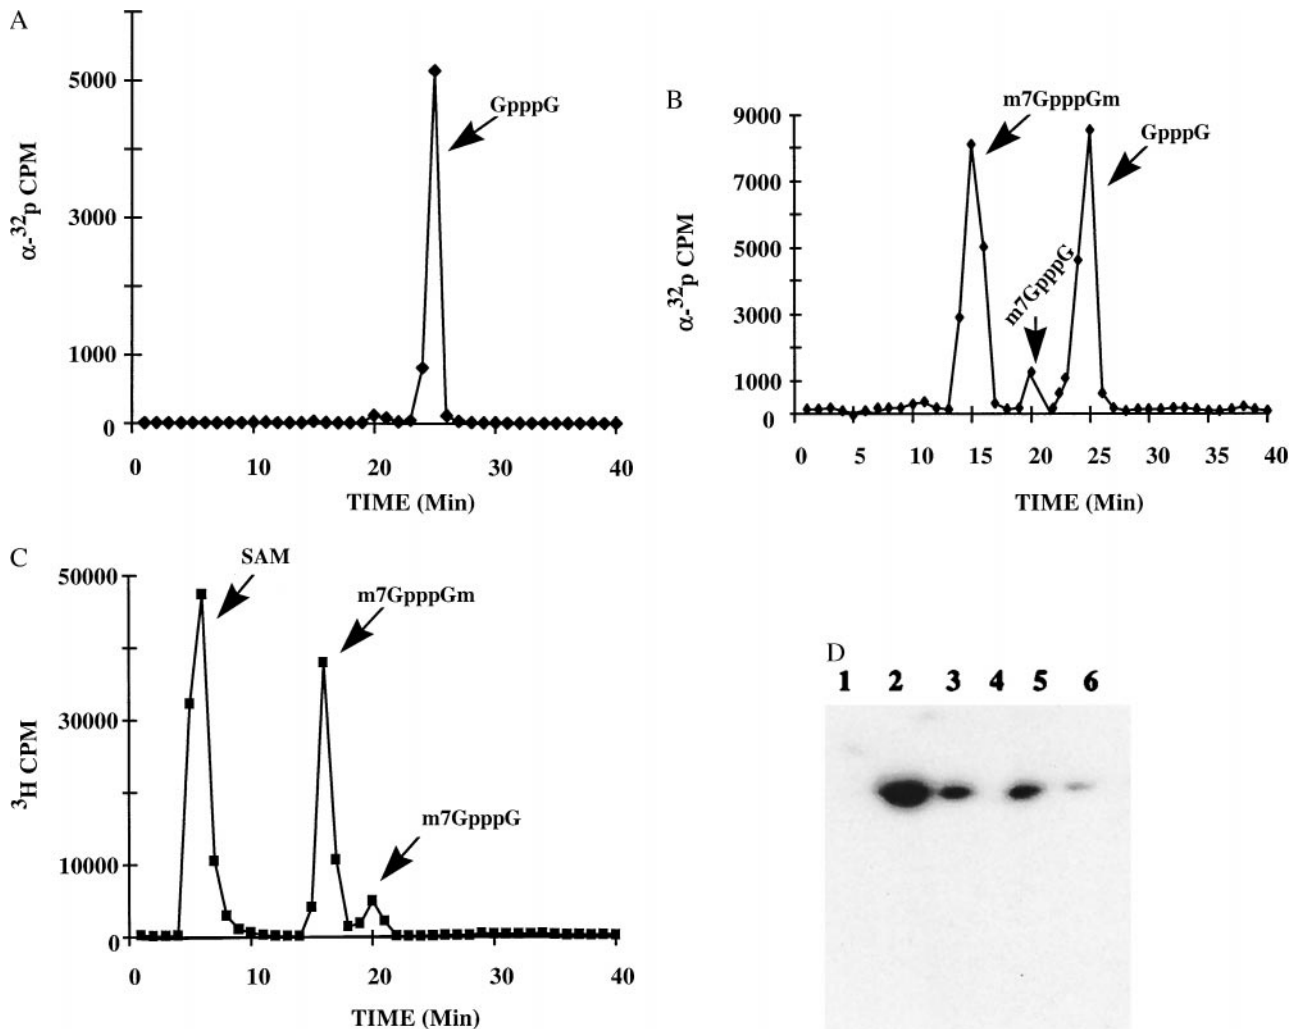 A
α-³²p CPM
5000
3000
1000
0
GpppG
0 10 20 30 40
TIME (Min)
B
α-³²p CPM
9000
7000
5000
3000
1000
0
m7GpppGm
m7GpppG
GpppG
0 5 10 15 20 25 30 35 40
TIME (Min)
C
³H CPM
50000
30000
10000
0
SAM
m7GpppGm
m7GpppG
0 10 20 30 40
TIME (Min)
D
1 2 3 4 5 6